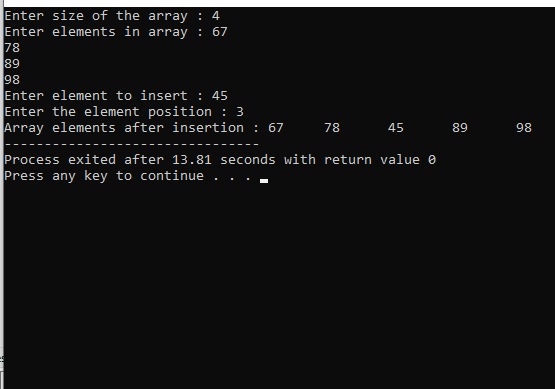 Enter size of the array : 4
Enter elements in array : 67
78
89
98
Enter element to insert : 45
Enter the element position : 3
Array elements after insertion : 67 78 45 89 98
--------------------------------
Process exited after 13.81 seconds with return value 0
Press any key to continue . . .